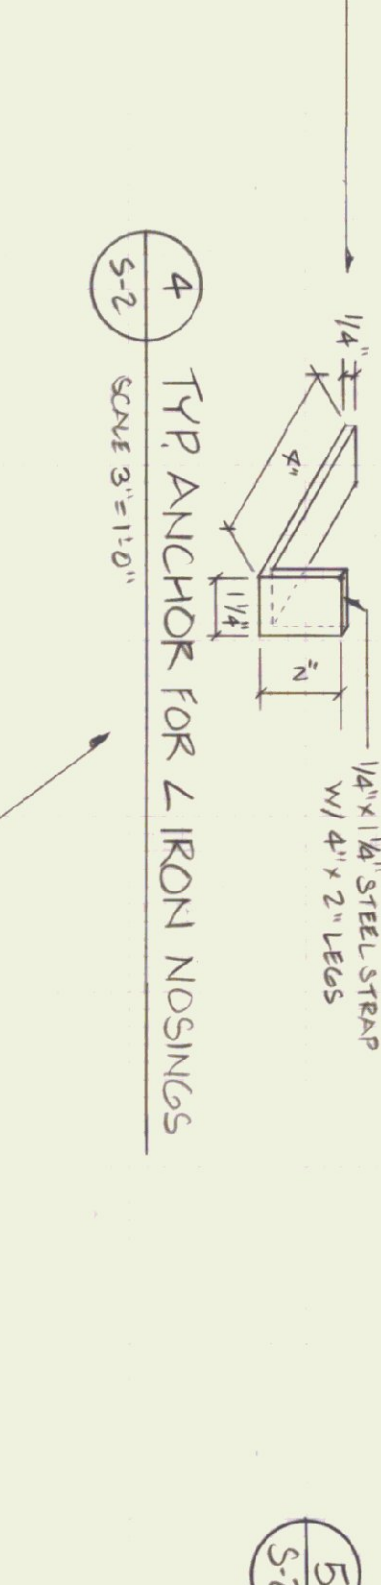 1/4"
4"
1 1/4"
2"
1/4" x 1 1/4" STEEL STRAP
W/ 4" x 2" LEGS
4
S-2
TYP. ANCHOR FOR ∠ IRON NOSINGS
SCALE 3"=1'-0"
5